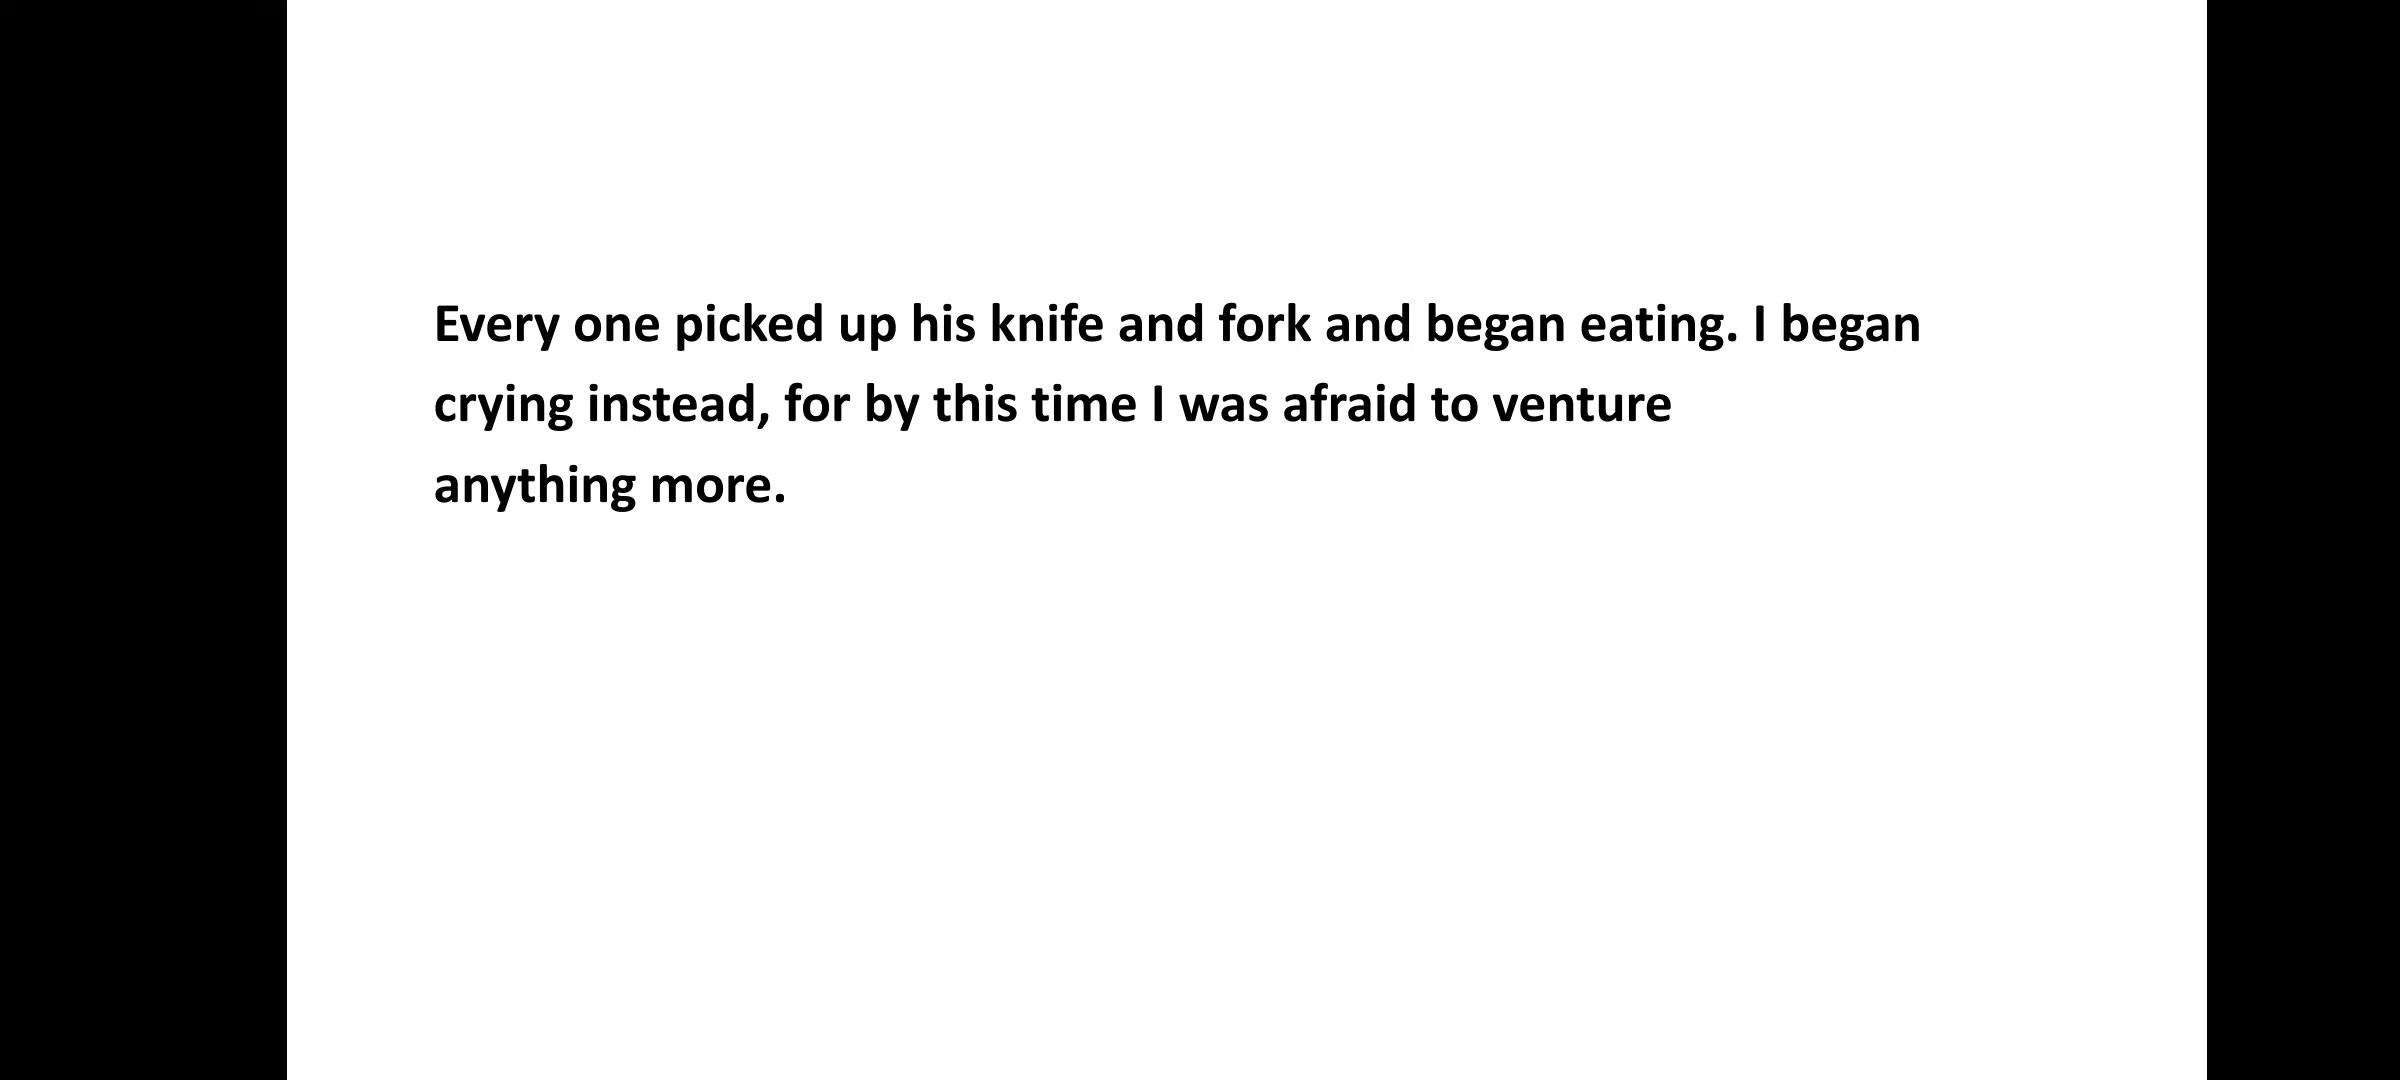 Every one picked up his knife and fork and began eating. I began
crying instead, for by this time I was afraid to venture
anything more.